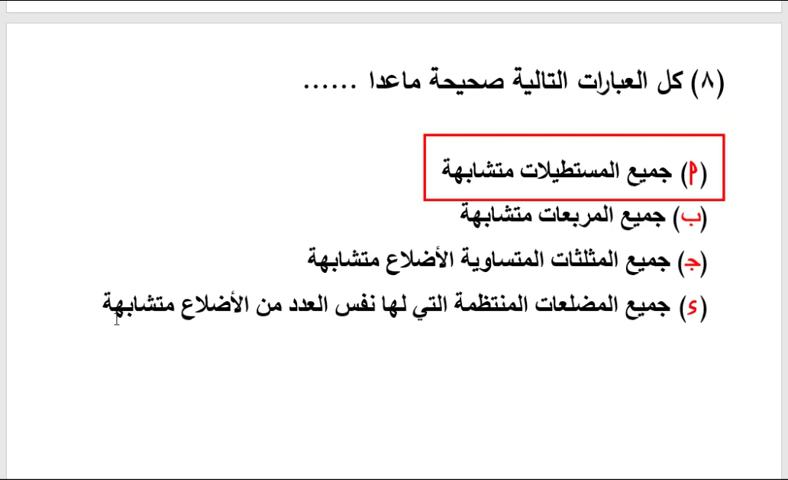 (٨) كل العبارات التالية صحيحة ماعدا ......
(أ) جميع المستطيلات متشابهة
(ب) جميع المربعات متشابهة
(ج) جميع المثلثات المتساوية الأضلاع متشابهة
(ء) جميع المضلعات المنتظمة التي لها نفس العدد من الأضلاع متشابهة